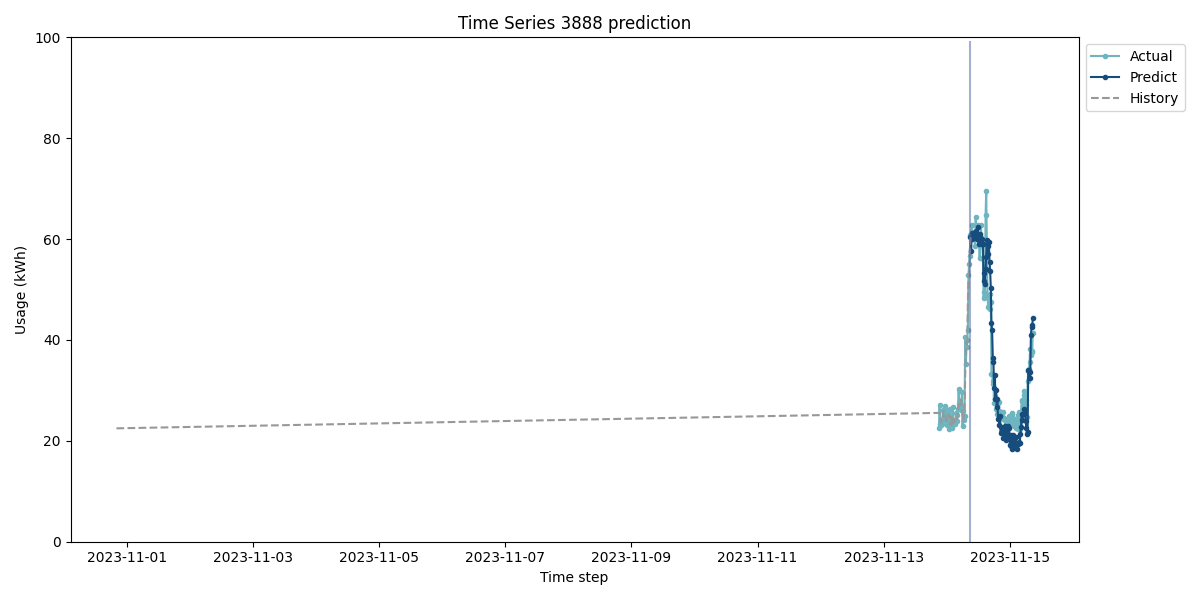 Time Series 3888 prediction
Usage (kWh)
100
80
60
40
20
0
2023-11-01
2023-11-03
2023-11-05
2023-11-07
2023-11-09
2023-11-11
2023-11-13
2023-11-15
Time step
Actual
Predict
History